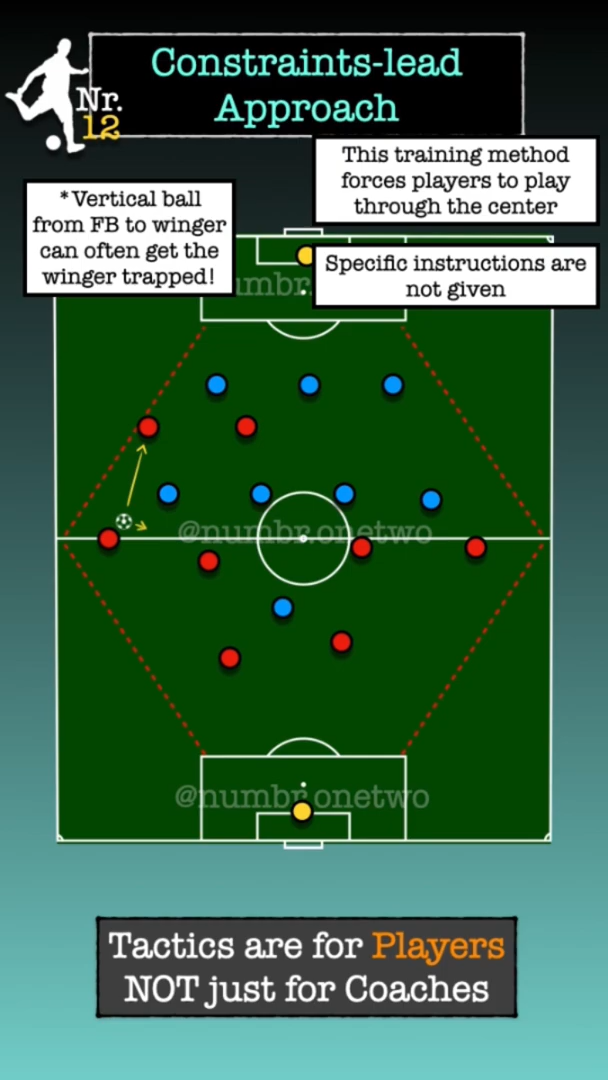 Constraints-lead
Approach
Nr.
12
This training method
forces players to play
through the center
*Vertical ball
from FB to winger
can often get the
winger trapped!
Specific instructions are
not given
umbr.
@numbr.onetwo
@numbr.onetwo
Tactics are for Players
NOT just for Coaches